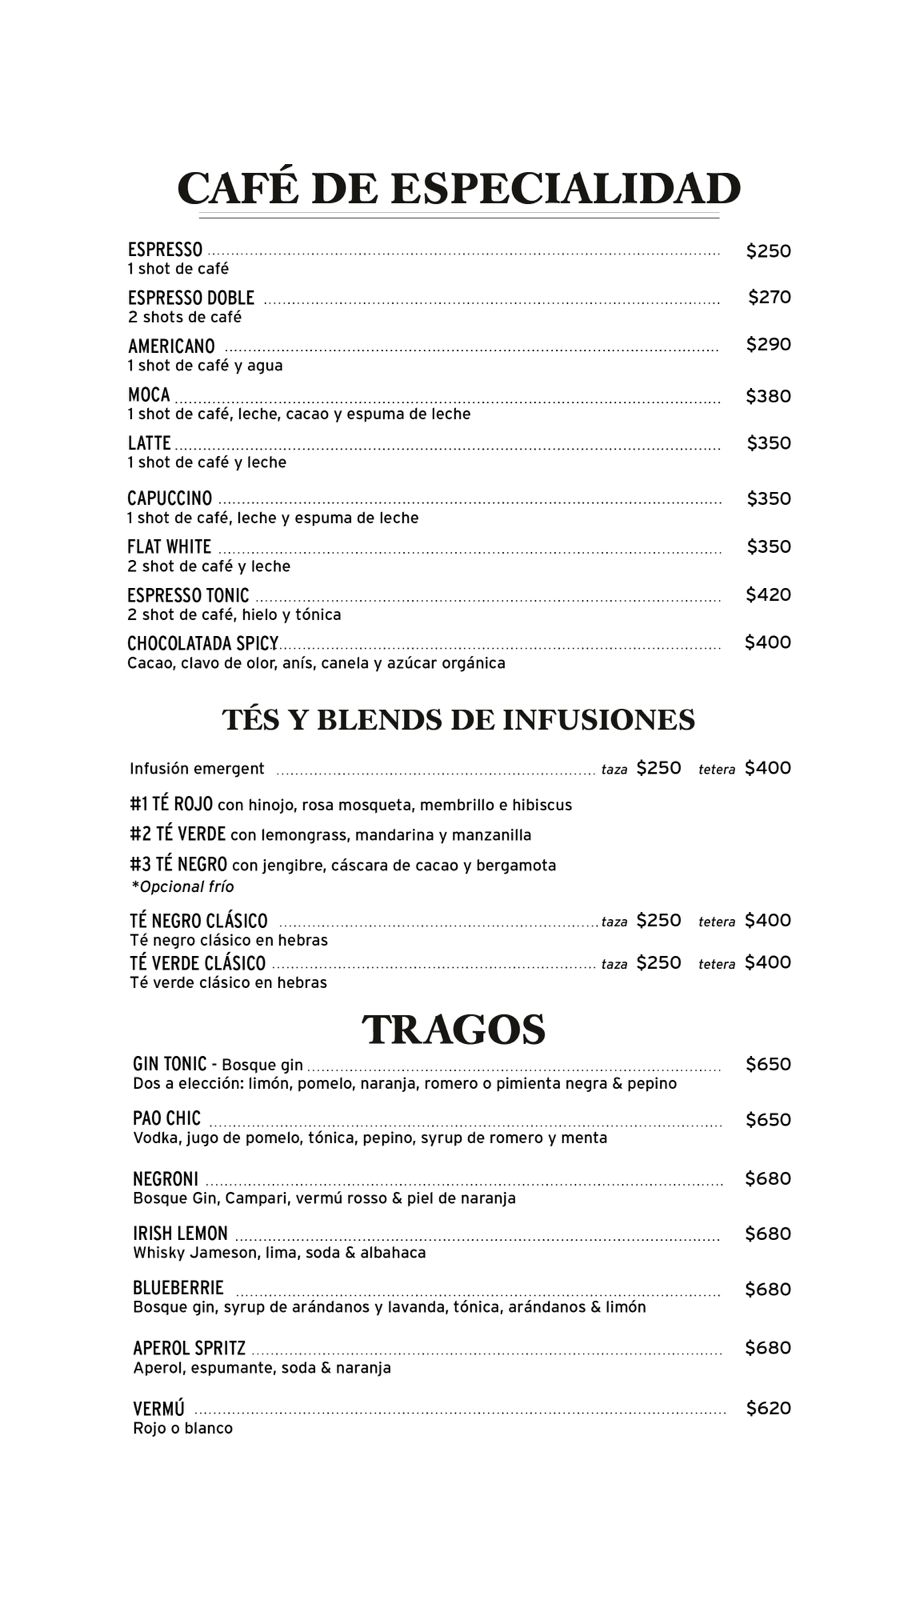 CAFÉ DE ESPECIALIDAD
ESPRESSO $250
1 shot de café
ESPRESSO DOBLE $270
2 shots de café
AMERICANO $290
1 shot de café y agua
MOCA $380
1 shot de café, leche, cacao y espuma de leche
LATTE $350
1 shot de café y leche
CAPUCCINO $350
1 shot de café, leche y espuma de leche
FLAT WHITE $350
2 shot de café y leche
ESPRESSO TONIC $420
2 shot de café, hielo y tónica
CHOCOLATADA SPICY $400
Cacao, clavo de olor, anís, canela y azúcar orgánica
TÉS Y BLENDS DE INFUSIONES
Infusión emergent taza $250 tetera $400
#1 TÉ ROJO con hinojo, rosa mosqueta, membrillo e hibiscus
#2 TÉ VERDE con lemongrass, mandarina y manzanilla
#3 TÉ NEGRO con jengibre, cáscara de cacao y bergamota
*Opcional frío
TÉ NEGRO CLÁSICO taza $250 tetera $400
Té negro clásico en hebras
TÉ VERDE CLÁSICO taza $250 tetera $400
Té verde clásico en hebras
TRAGOS
GIN TONIC - Bosque gin $650
Dos a elección: limón, pomelo, naranja, romero o pimienta negra & pepino
PAO CHIC $650
Vodka, jugo de pomelo, tónica, pepino, syrup de romero y menta
NEGRONI $680
Bosque Gin, Campari, vermú rosso & piel de naranja
IRISH LEMON $680
Whisky Jameson, lima, soda & albahaca
BLUEBERRIE $680
Bosque gin, syrup de arándanos y lavanda, tónica, arándanos & limón
APEROL SPRITZ $680
Aperol, espumante, soda & naranja
VERMÚ $620
Rojo o blanco